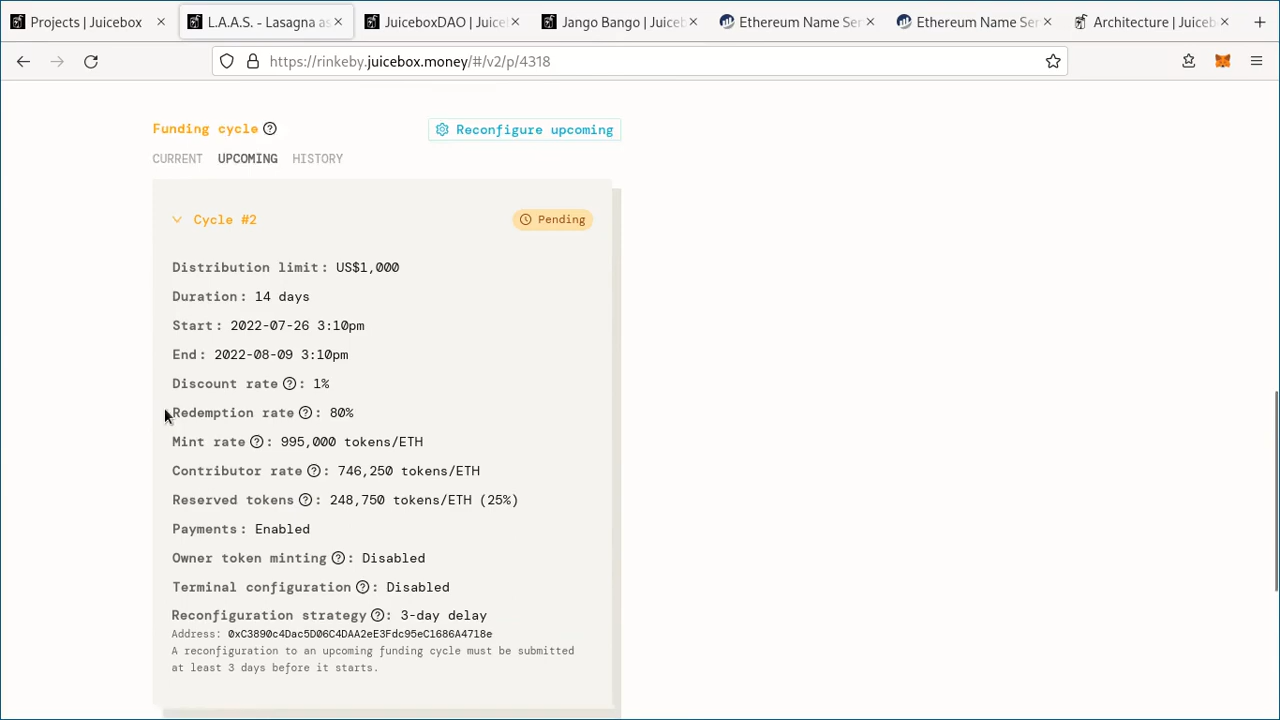 Projects | Juicebox
L.A.A.S. - Lasagna as
JuiceboxDAO | Juice
Jango Bango | Juiceb
Ethereum Name Ser
Ethereum Name Ser
Architecture | Juiceb
https://rinkeby.juicebox.money/#/v2/p/4318
Funding cycle
Reconfigure upcoming
CURRENT UPCOMING HISTORY
Cycle #2
Pending
Distribution limit: US$1,000
Duration: 14 days
Start: 2022-07-26 3:10pm
End: 2022-08-09 3:10pm
Discount rate ?: 1%
Redemption rate ?: 80%
Mint rate ?: 995,000 tokens/ETH
Contributor rate ?: 746,250 tokens/ETH
Reserved tokens ?: 248,750 tokens/ETH (25%)
Payments: Enabled
Owner token minting ?: Disabled
Terminal configuration ?: Disabled
Reconfiguration strategy ?: 3-day delay
Address: 0xC3890c4Dac5D06C4DAA2eE3Fdc95eC1686A4718e
A reconfiguration to an upcoming funding cycle must be submitted
at least 3 days before it starts.